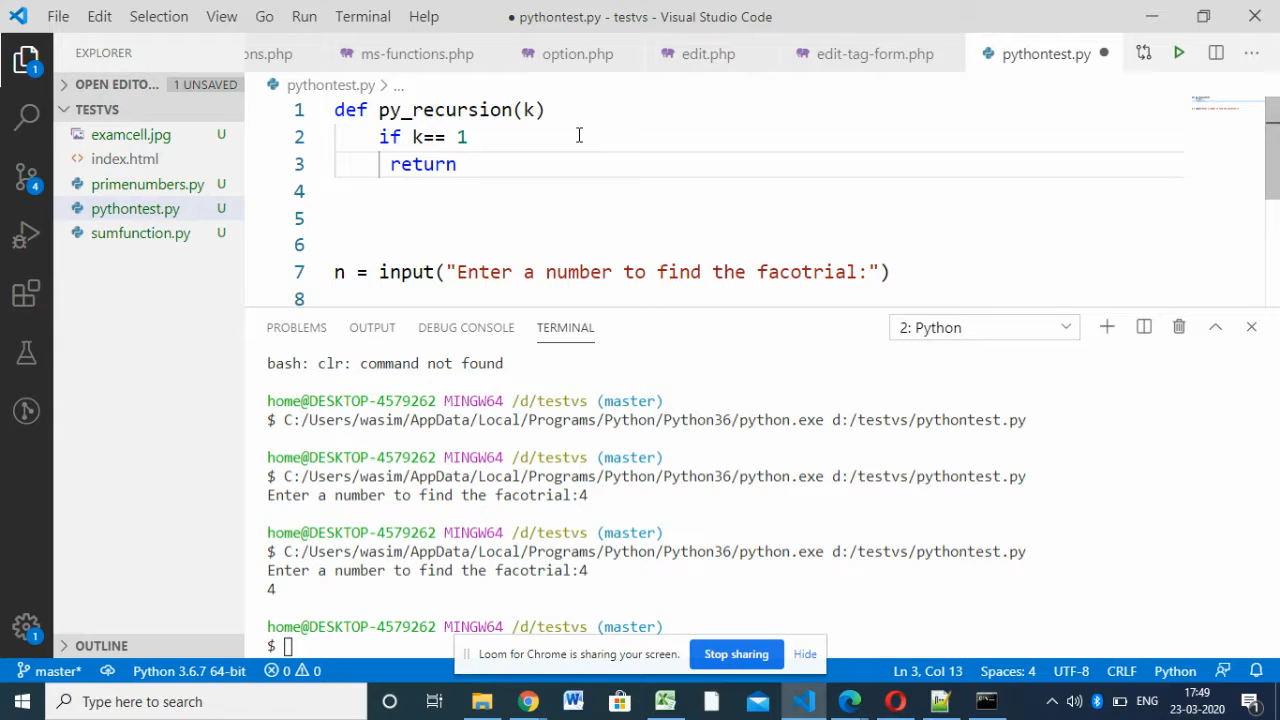 File Edit Selection View Go Run Terminal Help
● pythontest.py - testvs - Visual Studio Code
EXPLORER
ons.php ms-functions.php option.php edit.php edit-tag-form.php pythontest.py ●
OPEN EDITO... 1 UNSAVED
TESTVS
examcell.jpg U
index.html
primenumbers.py U
pythontest.py U
sumfunction.py U
OUTLINE
1
4
1
pythontest.py > ...
1 def py_recursion(k)
2 if k== 1
3 return
4
5
6
7 n = input("Enter a number to find the facotrial:")
8
PROBLEMS OUTPUT DEBUG CONSOLE TERMINAL 2: Python
bash: clr: command not found
home@DESKTOP-4579262 MINGW64 /d/testvs (master)
$ C:/Users/wasim/AppData/Local/Programs/Python/Python36/python.exe d:/testvs/pythontest.py
home@DESKTOP-4579262 MINGW64 /d/testvs (master)
$ C:/Users/wasim/AppData/Local/Programs/Python/Python36/python.exe d:/testvs/pythontest.py
Enter a number to find the facotrial:4
home@DESKTOP-4579262 MINGW64 /d/testvs (master)
$ C:/Users/wasim/AppData/Local/Programs/Python/Python36/python.exe d:/testvs/pythontest.py
Enter a number to find the facotrial:4
4
home@DESKTOP-4579262 MINGW64 /d/testvs (master)
$
Loom for Chrome is sharing your screen. Stop sharing Hide
master* Python 3.6.7 64-bit 0 0 Ln 3, Col 13 Spaces: 4 UTF-8 CRLF Python
Type here to search
ENG
17:49
23-03-2020
1